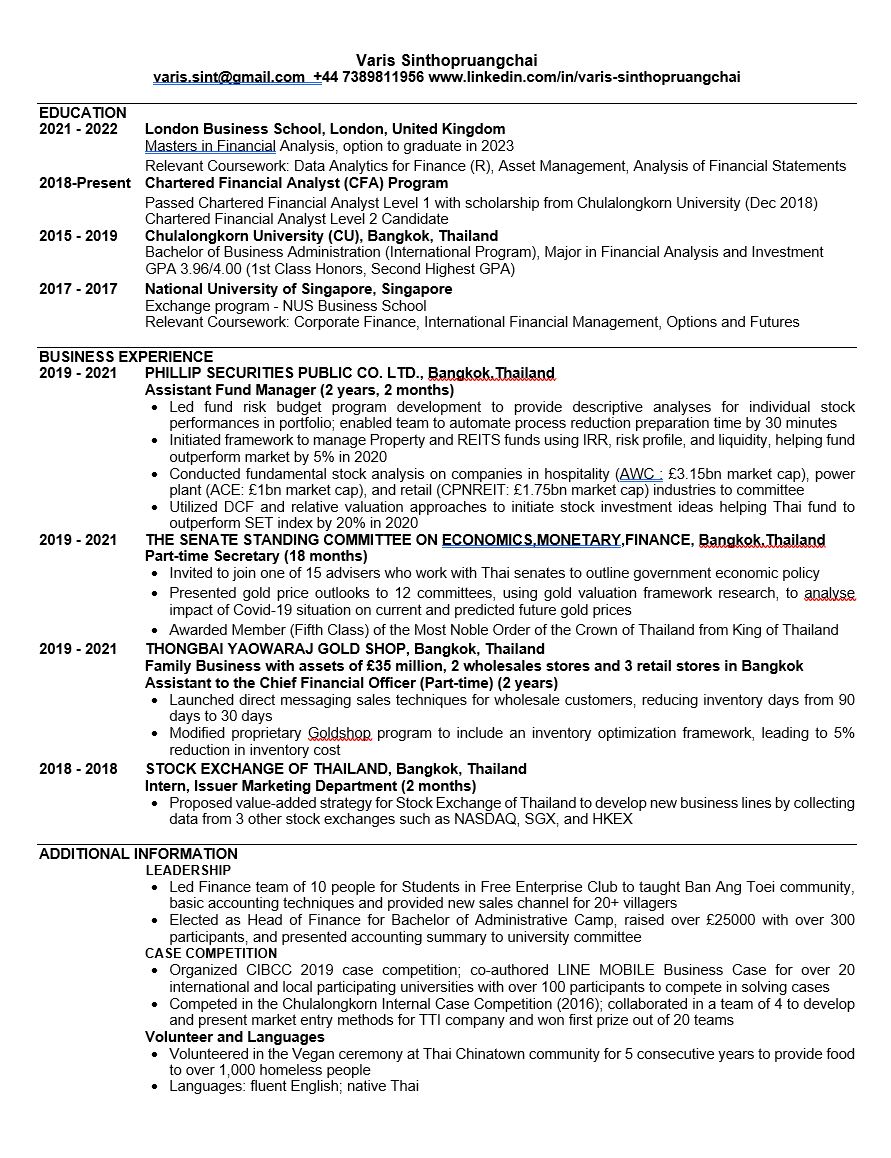 Varis Sinthopruangchai
varis.sint@gmail.com +44 7389811956 www.linkedin.com/in/varis-sinthopruangchai
EDUCATION
2021 - 2022 London Business School, London, United Kingdom
Masters in Financial Analysis, option to graduate in 2023
Relevant Coursework: Data Analytics for Finance (R), Asset Management, Analysis of Financial Statements
2018-Present Chartered Financial Analyst (CFA) Program
Passed Chartered Financial Analyst Level 1 with scholarship from Chulalongkorn University (Dec 2018)
Chartered Financial Analyst Level 2 Candidate
2015 - 2019 Chulalongkorn University (CU), Bangkok, Thailand
Bachelor of Business Administration (International Program), Major in Financial Analysis and Investment
GPA 3.96/4.00 (1st Class Honors, Second Highest GPA)
2017 - 2017 National University of Singapore, Singapore
Exchange program - NUS Business School
Relevant Coursework: Corporate Finance, International Financial Management, Options and Futures
BUSINESS EXPERIENCE
2019 - 2021 PHILLIP SECURITIES PUBLIC CO. LTD., Bangkok,Thailand
Assistant Fund Manager (2 years, 2 months)
• Led fund risk budget program development to provide descriptive analyses for individual stock
performances in portfolio; enabled team to automate process reduction preparation time by 30 minutes
• Initiated framework to manage Property and REITS funds using IRR, risk profile, and liquidity, helping fund
outperform market by 5% in 2020
• Conducted fundamental stock analysis on companies in hospitality (AWC : £3.15bn market cap), power
plant (ACE: £1bn market cap), and retail (CPNREIT: £1.75bn market cap) industries to committee
• Utilized DCF and relative valuation approaches to initiate stock investment ideas helping Thai fund to
outperform SET index by 20% in 2020
2019 - 2021 THE SENATE STANDING COMMITTEE ON ECONOMICS,MONETARY,FINANCE, Bangkok,Thailand
Part-time Secretary (18 months)
• Invited to join one of 15 advisers who work with Thai senates to outline government economic policy
• Presented gold price outlooks to 12 committees, using gold valuation framework research, to analyse
impact of Covid-19 situation on current and predicted future gold prices
• Awarded Member (Fifth Class) of the Most Noble Order of the Crown of Thailand from King of Thailand
2019 - 2021 THONGBAI YAOWARAJ GOLD SHOP, Bangkok, Thailand
Family Business with assets of £35 million, 2 wholesales stores and 3 retail stores in Bangkok
Assistant to the Chief Financial Officer (Part-time) (2 years)
• Launched direct messaging sales techniques for wholesale customers, reducing inventory days from 90
days to 30 days
• Modified proprietary Goldshop program to include an inventory optimization framework, leading to 5%
reduction in inventory cost
2018 - 2018 STOCK EXCHANGE OF THAILAND, Bangkok, Thailand
Intern, Issuer Marketing Department (2 months)
• Proposed value-added strategy for Stock Exchange of Thailand to develop new business lines by collecting
data from 3 other stock exchanges such as NASDAQ, SGX, and HKEX
ADDITIONAL INFORMATION
LEADERSHIP
• Led Finance team of 10 people for Students in Free Enterprise Club to taught Ban Ang Toei community,
basic accounting techniques and provided new sales channel for 20+ villagers
• Elected as Head of Finance for Bachelor of Administrative Camp, raised over £25000 with over 300
participants, and presented accounting summary to university committee
CASE COMPETITION
• Organized CIBCC 2019 case competition; co-authored LINE MOBILE Business Case for over 20
international and local participating universities with over 100 participants to compete in solving cases
• Competed in the Chulalongkorn Internal Case Competition (2016); collaborated in a team of 4 to develop
and present market entry methods for TTI company and won first prize out of 20 teams
Volunteer and Languages
• Volunteered in the Vegan ceremony at Thai Chinatown community for 5 consecutive years to provide food
to over 1,000 homeless people
• Languages: fluent English; native Thai